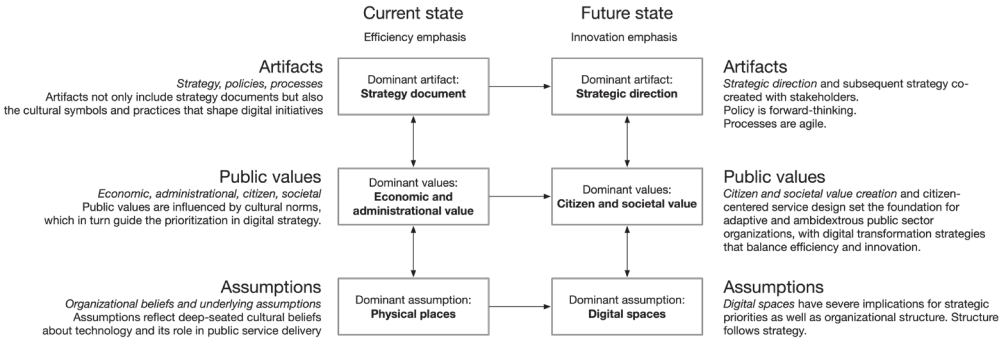 Current state
Efficiency emphasis
Future state
Innovation emphasis
Artifacts
Strategy, policies, processes
Artifacts not only include strategy documents but also
the cultural symbols and practices that shape digital initiatives
Dominant artifact:
Strategy document
Dominant artifact:
Strategic direction
Artifacts
Strategic direction and subsequent strategy co-
created with stakeholders.
Policy is forward-thinking.
Processes are agile.
Public values
Economic, administrational, citizen, societal
Public values are influenced by cultural norms,
which in turn guide the prioritization in digital strategy.
Dominant values:
Economic and
administrational value
Dominant values:
Citizen and societal value
Public values
Citizen and societal value creation and citizen-
centered service design set the foundation for
adaptive and ambidextrous public sector
organizations, with digital transformation strategies
that balance efficiency and innovation.
Assumptions
Organizational beliefs and underlying assumptions
Assumptions reflect deep-seated cultural beliefs
about technology and its role in public service delivery
Dominant assumption:
Physical places
Dominant assumption:
Digital spaces
Assumptions
Digital spaces have severe implications for strategic
priorities as well as organizational structure. Structure
follows strategy.